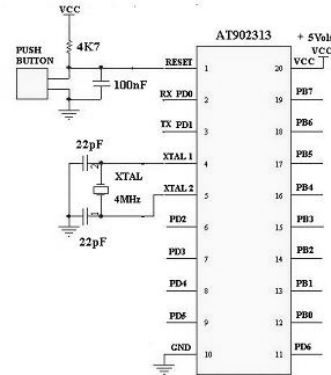 VCC
4K7
PUSH
BUTTON
100nF
RESET
RX PD0
TX PD1
22pF
XTAL 1
XTAL
4MHz
XTAL 2
22pF
PD2
PD3
PD4
PD5
GND
AT902313
1
2
3
4
5
6
7
8
9
10
20
19
18
17
16
15
14
13
12
11
+ 5Volts
VCC
VCC
PB7
PB6
PB5
PB4
PB3
PB2
PB1
PB0
PD6